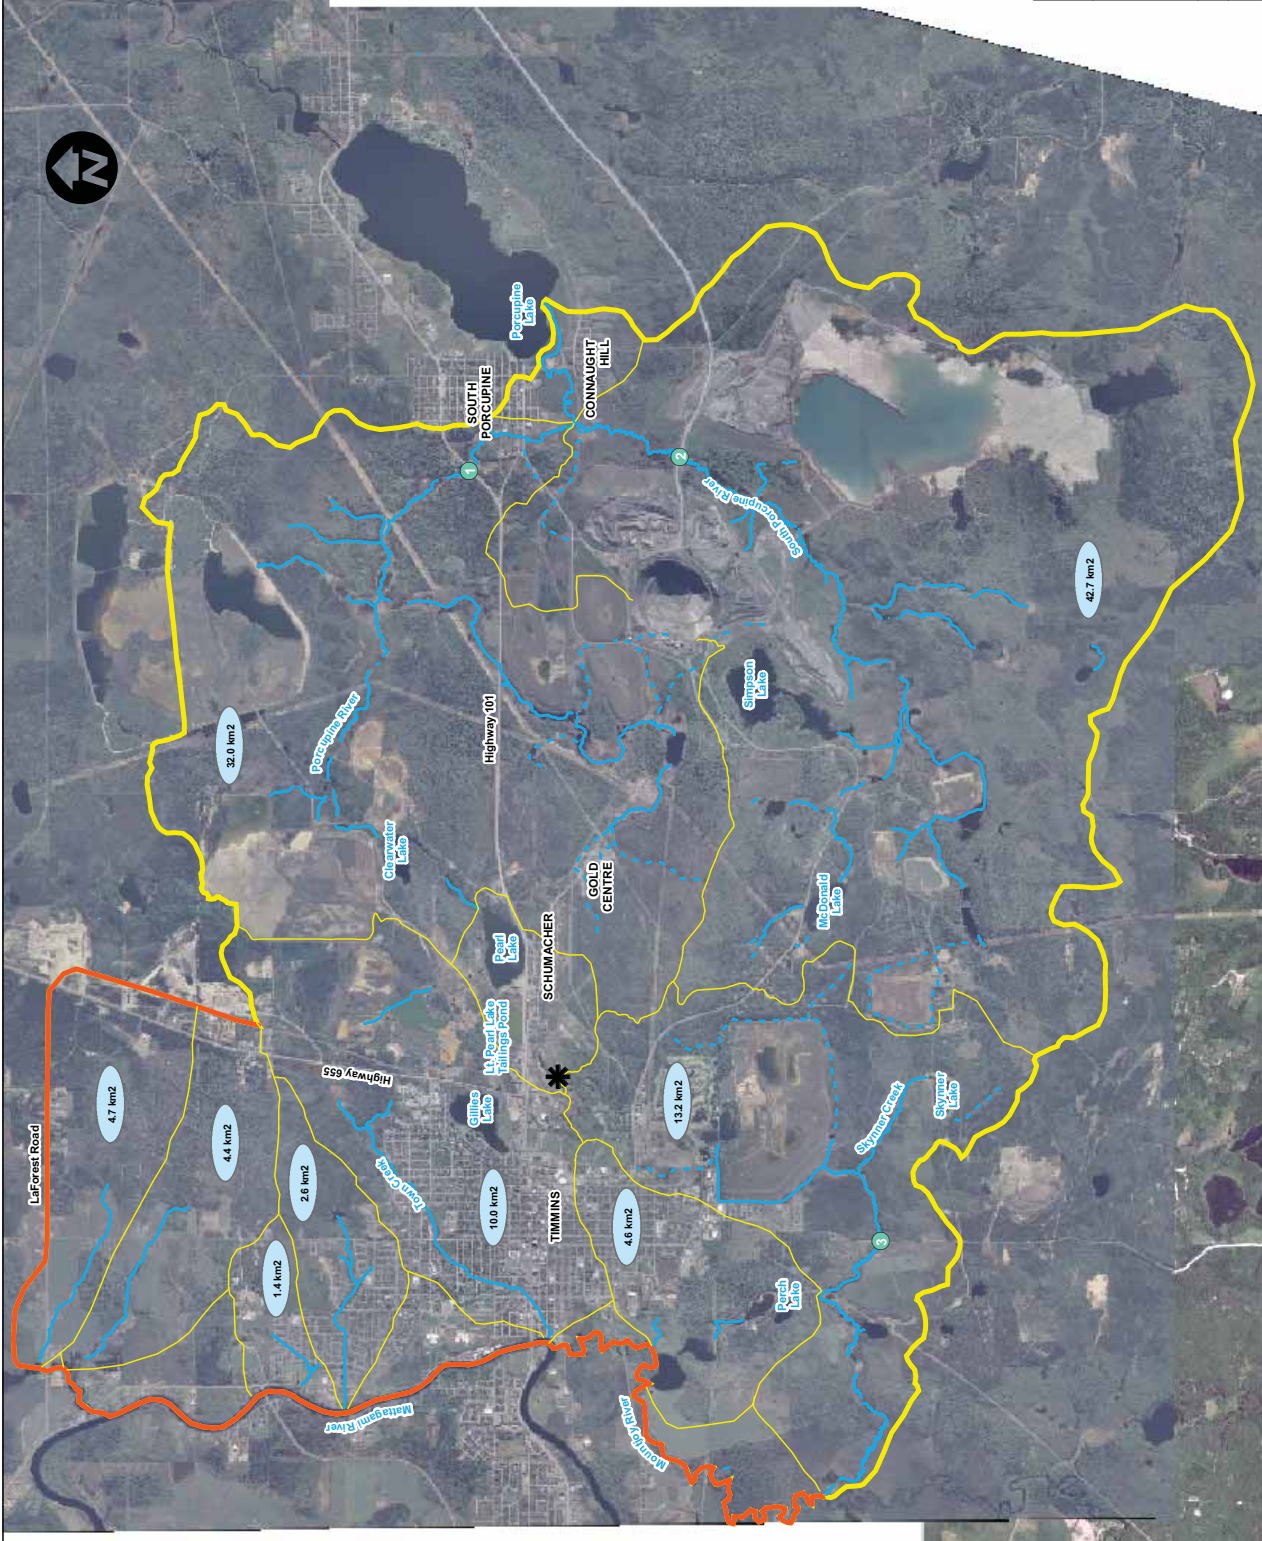 N
Porcupine
Lake
SOUTH
PORCUPINE
CONNAUGHT
HILL
1
2
South Porcupine River
42.7 km2
32.0 km2
Porcupine River
Highway 101
Simpson
Lake
Clearwater
Lake
GOLD
CENTRE
McDonald
Lake
Pearl
Lake
SCHUMACHER
Lt. Pearl Lake
Tailings Pond
Highway 655
LaForest Road
4.7 km2
4.4 km2
2.6 km2
1.4 km2
Gillies
Lake
Town Creek
10.0 km2
TIMMINS
4.6 km2
13.2 km2
Skynner Creek
Skynner
Lake
3
Perch
Lake
Mattagami River
Mountjoy River